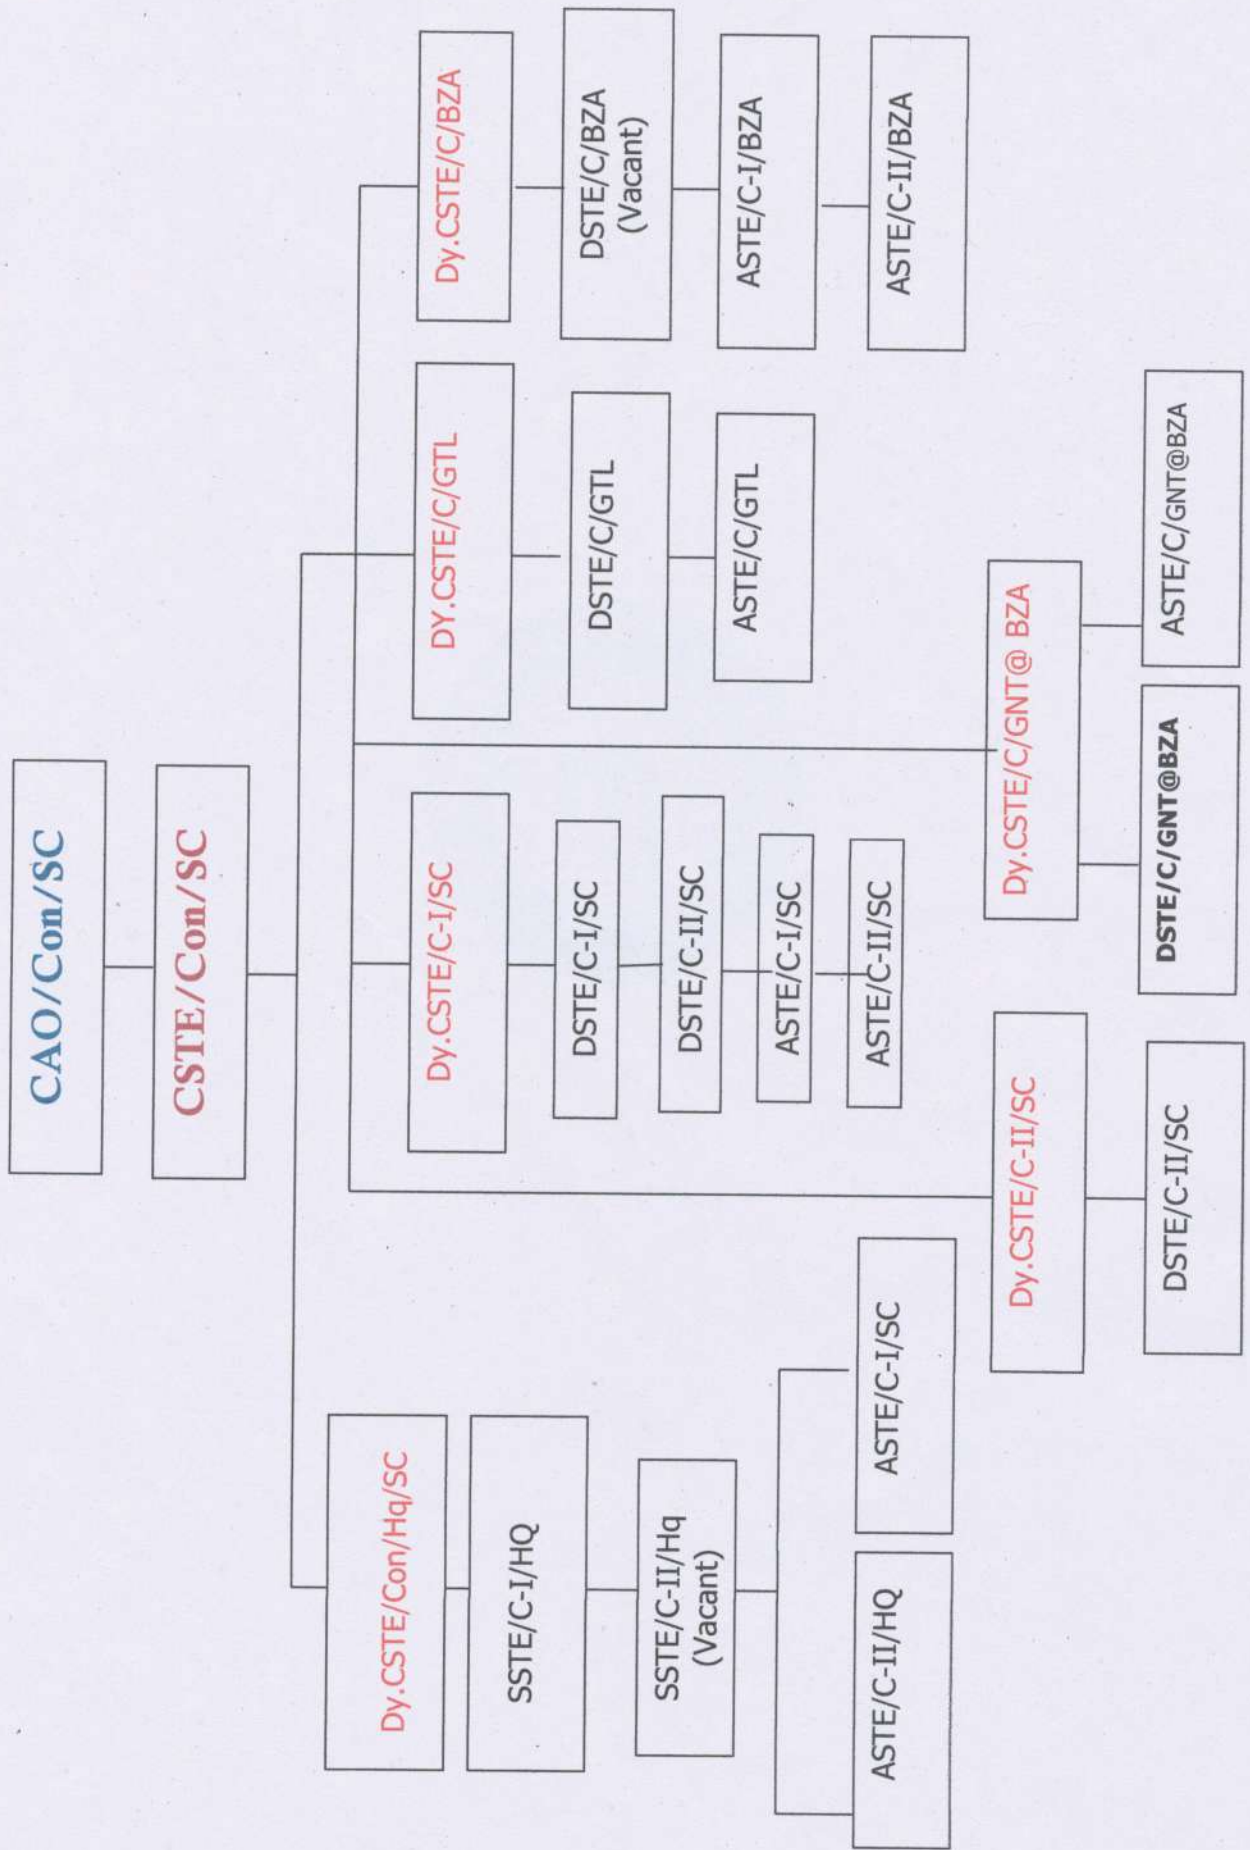 CAO/Con/SC
CSTE/Con/SC
Dy.CSTE/Con/Hq/SC
SSTE/C-I/HQ
SSTE/C-II/Hq
(Vacant)
ASTE/C-II/HQ
ASTE/C-I/SC
Dy.CSTE/C-I/SC
DSTE/C-I/SC
DSTE/C-II/SC
ASTE/C-I/SC
ASTE/C-II/SC
DY.CSTE/C/GTL
DSTE/C/GTL
ASTE/C/GTL
Dy.CSTE/C/BZA
DSTE/C/BZA
(Vacant)
ASTE/C-I/BZA
ASTE/C-II/BZA
Dy.CSTE/C-II/SC
DSTE/C-II/SC
Dy.CSTE/C/GNT@ BZA
DSTE/C/GNT@BZA
ASTE/C/GNT@BZA